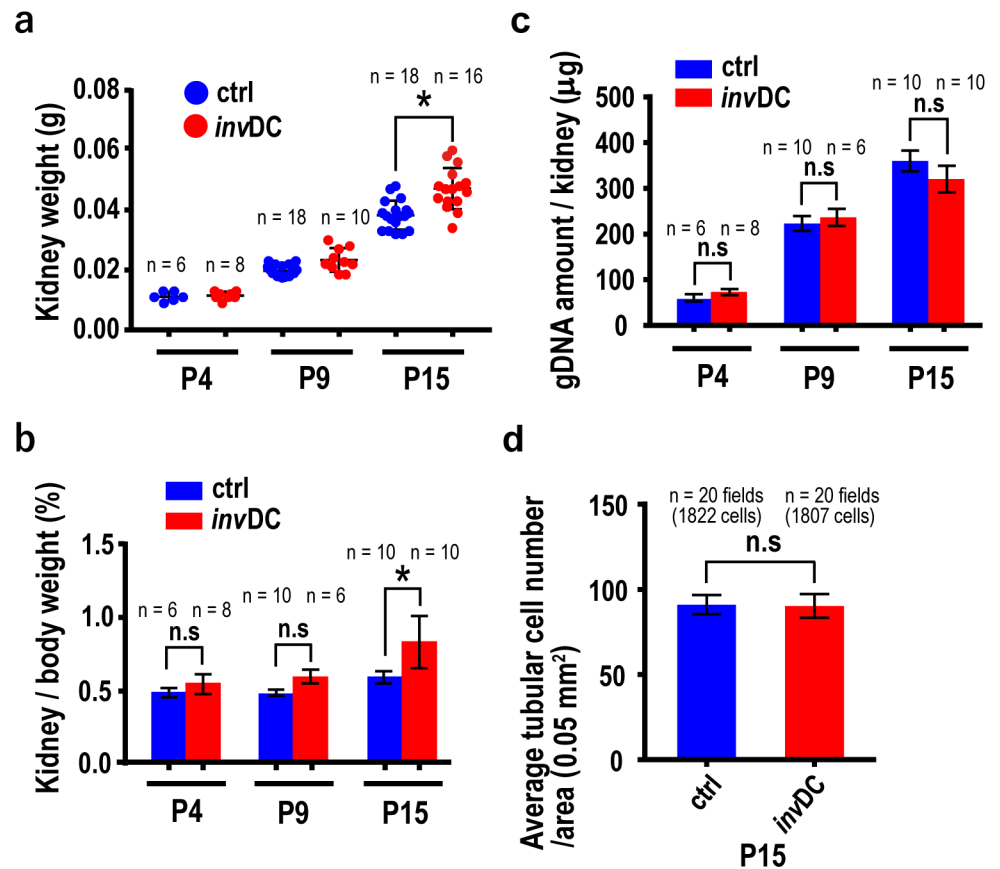 a
Kidney weight (g)
0.08
0.06
0.04
0.02
0.00
ctrl
invDC
n = 6
n = 8
n = 18
n = 10
n = 18
n = 16
*
P4
P9
P15
b
Kidney / body weight (%)
1.5
1.0
0.5
0.0
ctrl
invDC
n = 6
n = 8
n.s
n = 10
n = 6
n.s
n = 10
n = 10
*
P4
P9
P15
c
gDNA amount / kidney (μg)
500
400
300
200
100
0
ctrl
invDC
n = 6
n = 8
n.s
n = 10
n = 6
n.s
n = 10
n = 10
n.s
P4
P9
P15
d
Average tubular cell number
/area (0.05 mm²)
150
100
50
0
n = 20 fields
(1822 cells)
n = 20 fields
(1807 cells)
n.s
ctrl
invDC
P15